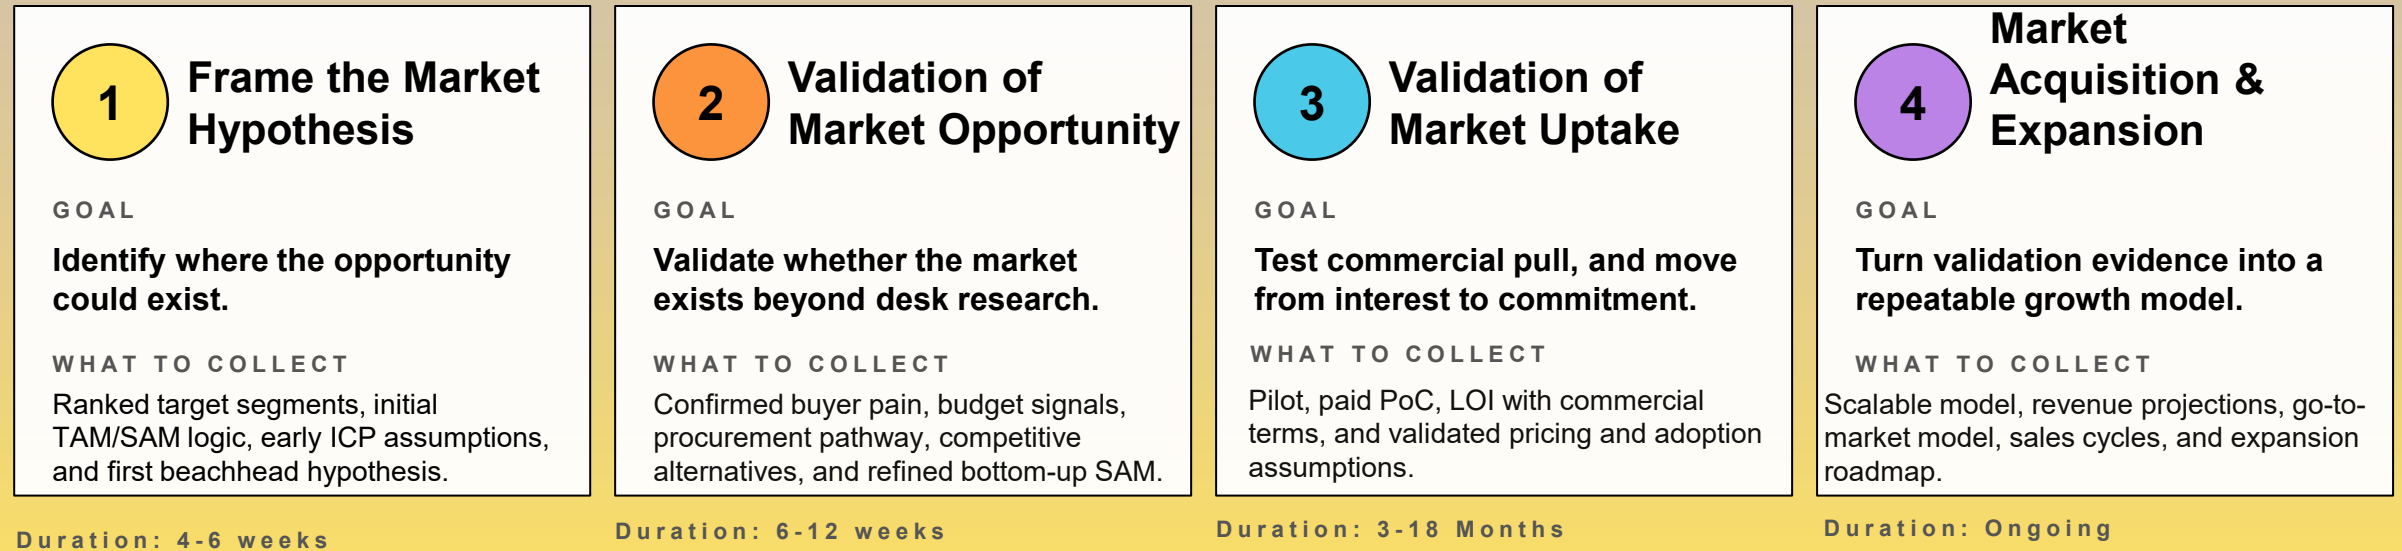 1
Frame the Market
Hypothesis
GOAL
Identify where the opportunity
could exist.
WHAT TO COLLECT
Ranked target segments, initial
TAM/SAM logic, early ICP assumptions,
and first beachhead hypothesis.
Duration: 4-6 weeks
2
Validation of
Market Opportunity
GOAL
Validate whether the market
exists beyond desk research.
WHAT TO COLLECT
Confirmed buyer pain, budget signals,
procurement pathway, competitive
alternatives, and refined bottom-up SAM.
Duration: 6-12 weeks
3
Validation of
Market Uptake
GOAL
Test commercial pull, and move
from interest to commitment.
WHAT TO COLLECT
Pilot, paid PoC, LOI with commercial
terms, and validated pricing and adoption
assumptions.
Duration: 3-18 Months
4
Market
Acquisition &
Expansion
GOAL
Turn validation evidence into a
repeatable growth model.
WHAT TO COLLECT
Scalable model, revenue projections, go-to-
market model, sales cycles, and expansion
roadmap.
Duration: Ongoing